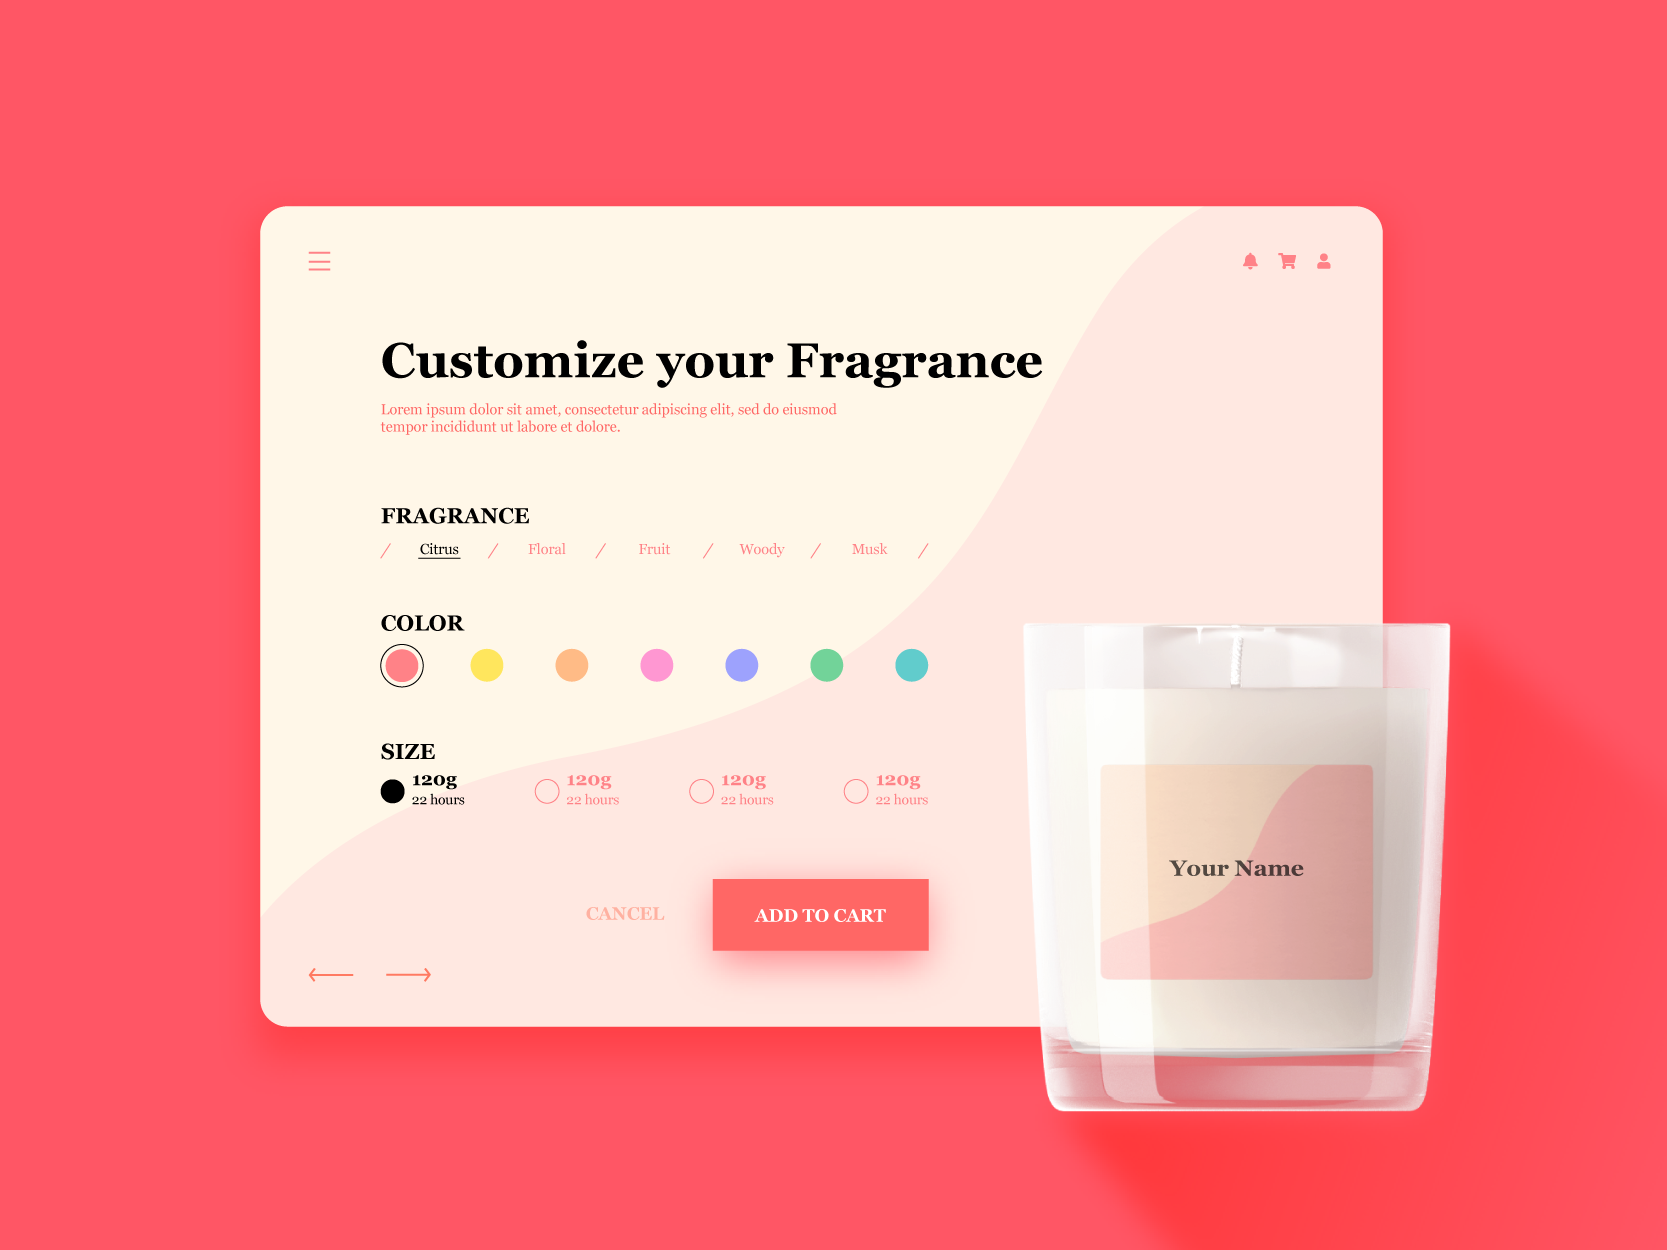 Customize your Fragrance
Lorem ipsum dolor sit amet, consectetur adipiscing elit, sed do eiusmod
tempor incididunt ut labore et dolore.
FRAGRANCE
/ Citrus / Floral / Fruit / Woody / Musk /
COLOR
SIZE
120g 120g 120g 120g
22 hours 22 hours 22 hours 22 hours
Your Name
CANCEL ADD TO CART